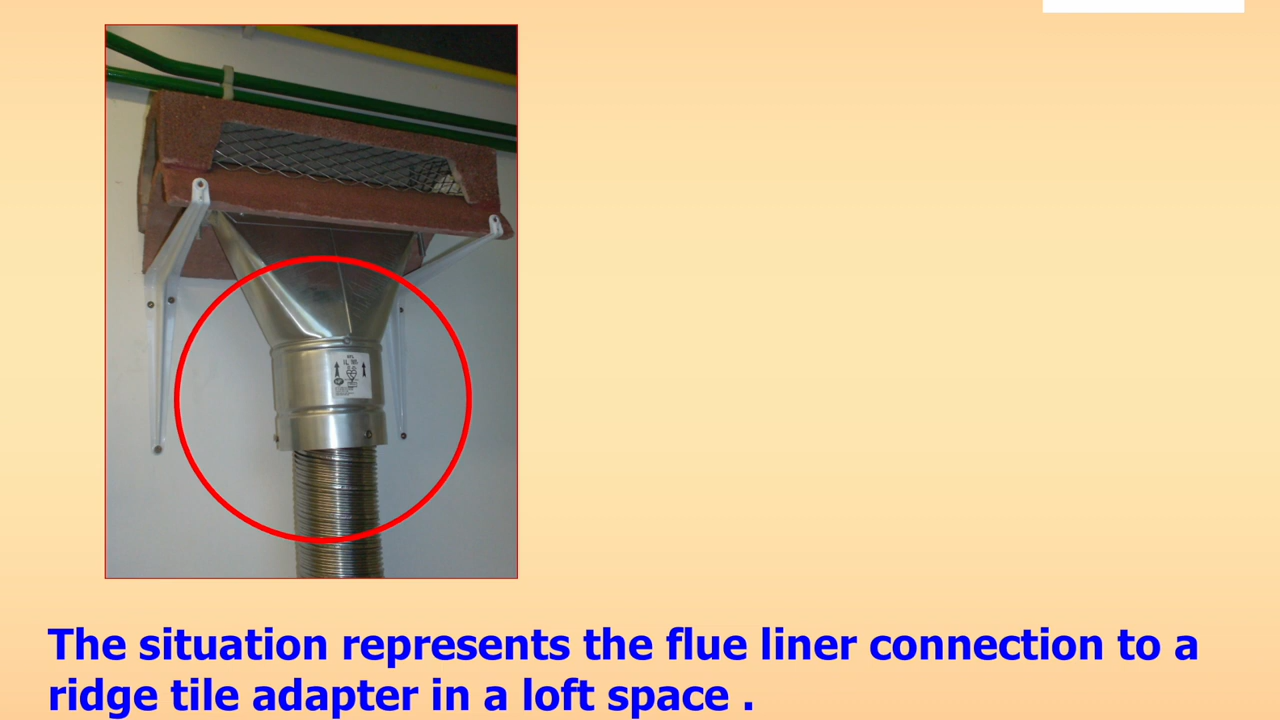 The situation represents the flue liner connection to a
ridge tile adapter in a loft space .